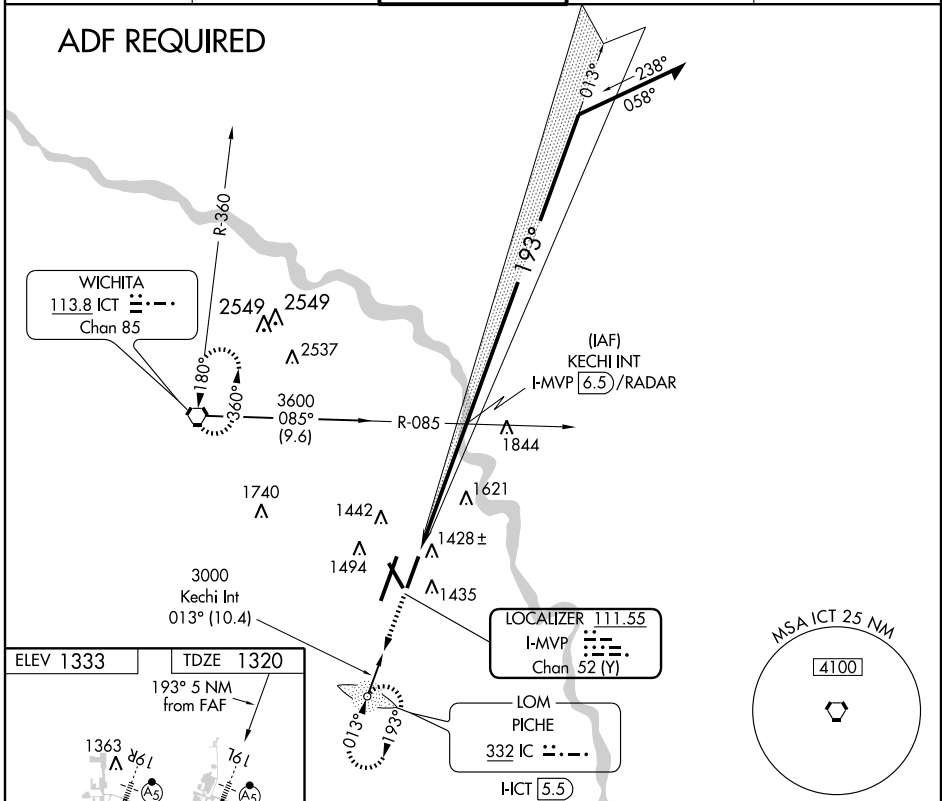 ADF REQUIRED
013°
238°
058°
R-360
193°
WICHITA
113.8 ICT
Chan 85
2549
2549
2537
(IAF)
KECHI INT
I-MVP 6.5 /RADAR
180°
360°
3600
085°
(9.6)
R-085
1844
1740
1442
1621
1494
1428 ±
1435
3000
Kechi Int
013° (10.4)
LOCALIZER 111.55
I-MVP
Chan 52 (Y)
MSA ICT 25 NM
4100
ELEV 1333
TDZE 1320
193° 5 NM
from FAF
013°
193°
LOM
PICHE
332 IC
I-ICT 5.5
1363
19R
19L
A5
A5